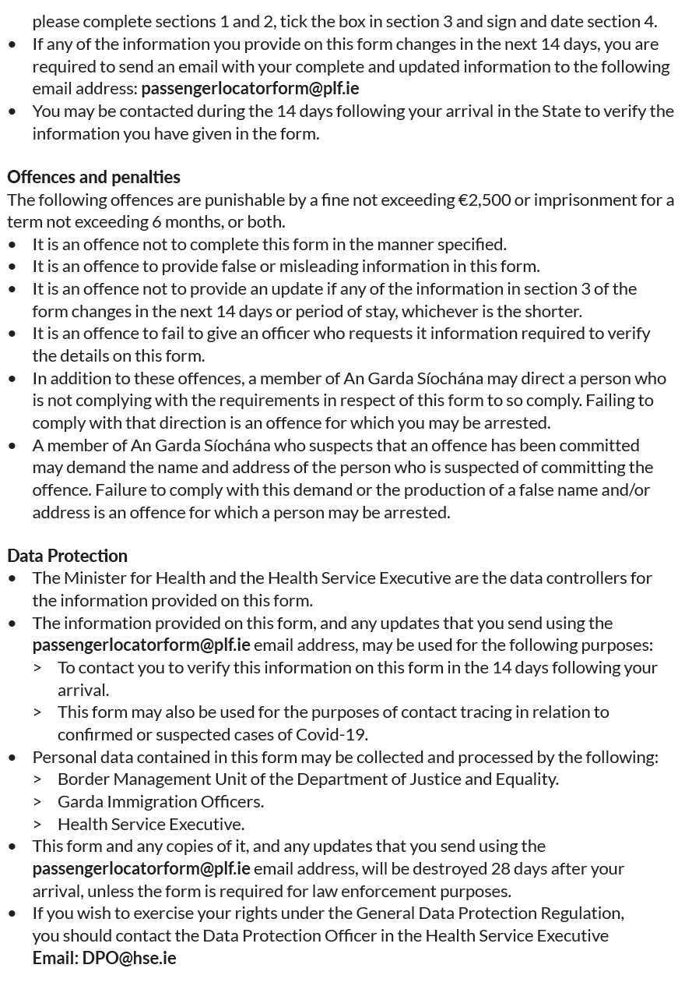 please complete sections 1 and 2, tick the box in section 3 and sign and date section 4.
• If any of the information you provide on this form changes in the next 14 days, you are
required to send an email with your complete and updated information to the following
email address: passengerlocatorform@plf.ie
• You may be contacted during the 14 days following your arrival in the State to verify the
information you have given in the form.
Offences and penalties
The following offences are punishable by a fine not exceeding €2,500 or imprisonment for a
term not exceeding 6 months, or both.
• It is an offence not to complete this form in the manner specified.
• It is an offence to provide false or misleading information in this form.
• It is an offence not to provide an update if any of the information in section 3 of the
form changes in the next 14 days or period of stay, whichever is the shorter.
• It is an offence to fail to give an officer who requests it information required to verify
the details on this form.
• In addition to these offences, a member of An Garda Síochána may direct a person who
is not complying with the requirements in respect of this form to so comply. Failing to
comply with that direction is an offence for which you may be arrested.
• A member of An Garda Síochána who suspects that an offence has been committed
may demand the name and address of the person who is suspected of committing the
offence. Failure to comply with this demand or the production of a false name and/or
address is an offence for which a person may be arrested.
Data Protection
• The Minister for Health and the Health Service Executive are the data controllers for
the information provided on this form.
• The information provided on this form, and any updates that you send using the
passengerlocatorform@plf.ie email address, may be used for the following purposes:
> To contact you to verify this information on this form in the 14 days following your
arrival.
> This form may also be used for the purposes of contact tracing in relation to
confirmed or suspected cases of Covid-19.
• Personal data contained in this form may be collected and processed by the following:
> Border Management Unit of the Department of Justice and Equality.
> Garda Immigration Officers.
> Health Service Executive.
• This form and any copies of it, and any updates that you send using the
passengerlocatorform@plf.ie email address, will be destroyed 28 days after your
arrival, unless the form is required for law enforcement purposes.
• If you wish to exercise your rights under the General Data Protection Regulation,
you should contact the Data Protection Officer in the Health Service Executive
Email: DPO@hse.ie